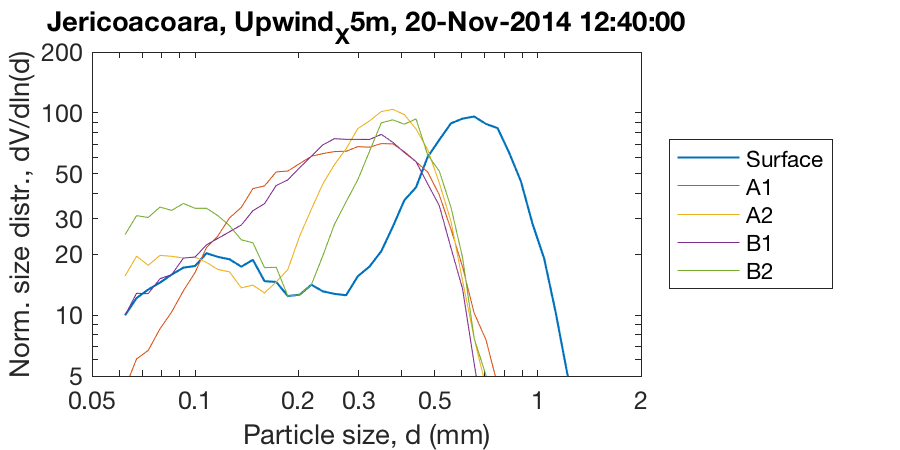 Jericoacoara, Upwind_X5m, 20-Nov-2014 12:40:00
Norm. size distr., dV/dln(d)
200
100
50
30
20
10
5
0.05 0.1 0.2 0.3 0.5 1 2
Particle size, d (mm)
Surface
A1
A2
B1
B2